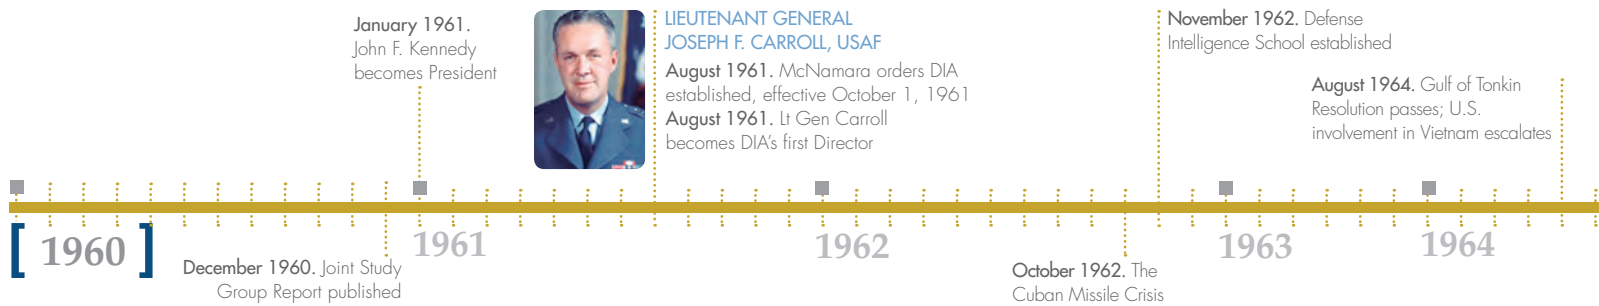 January 1961.
John F. Kennedy
becomes President
LIEUTENANT GENERAL
JOSEPH F. CARROLL, USAF
August 1961. McNamara orders DIA
established, effective October 1, 1961
August 1961. Lt Gen Carroll
becomes DIA's first Director
November 1962. Defense
Intelligence School established
August 1964. Gulf of Tonkin
Resolution passes; U.S.
involvement in Vietnam escalates
[ 1960 ]
1961
1962
1963
1964
December 1960. Joint Study
Group Report published
October 1962. The
Cuban Missile Crisis